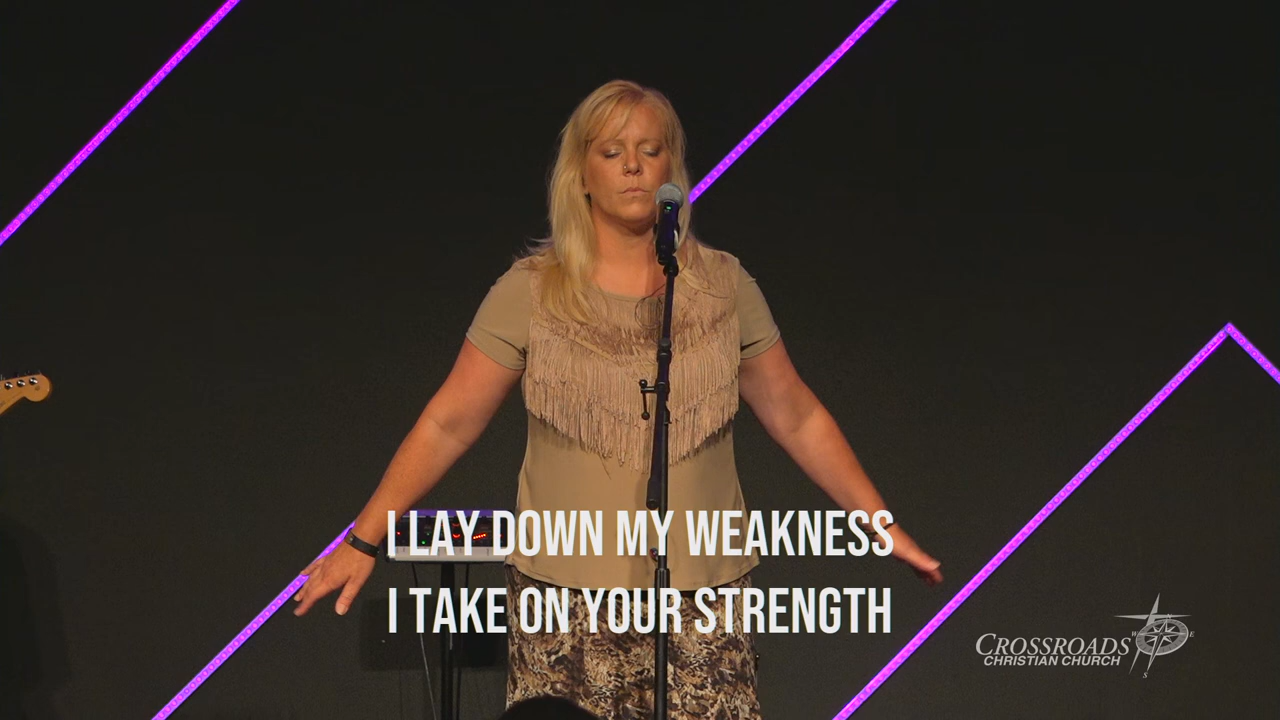 I LAY DOWN MY WEAKNESS
I TAKE ON YOUR STRENGTH
CROSSROADS
CHRISTIAN CHURCH
W E
S